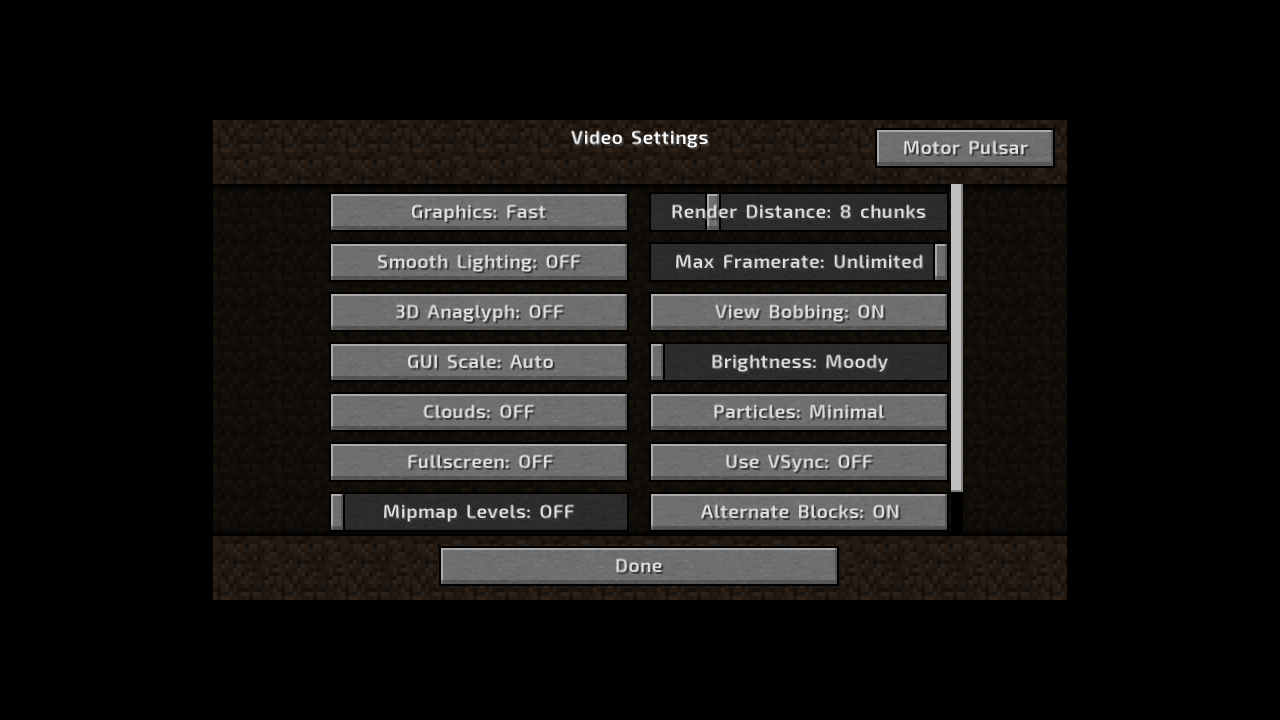 Video Settings
Motor Pulsar
Graphics: Fast
Render Distance: 8 chunks
Smooth Lighting: OFF
Max Framerate: Unlimited
3D Anaglyph: OFF
View Bobbing: ON
GUI Scale: Auto
Brightness: Moody
Clouds: OFF
Particles: Minimal
Fullscreen: OFF
Use VSync: OFF
Mipmap Levels: OFF
Alternate Blocks: ON
Done